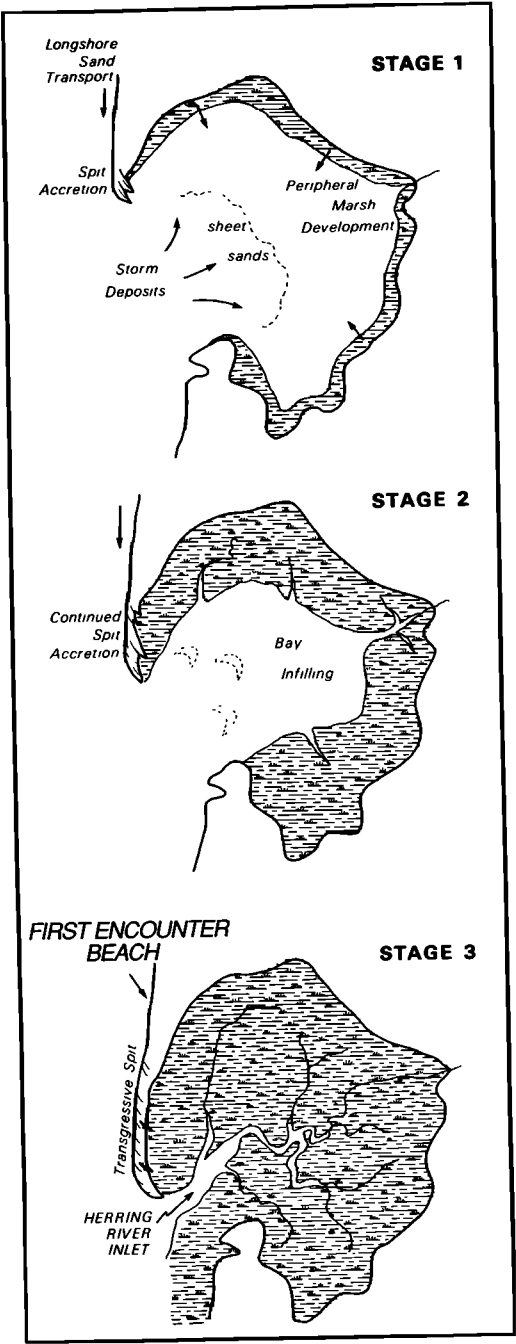 Longshore
Sand
Transport
STAGE 1
Spit
Accretion
Peripheral
Marsh
Development
sheet
sands
Storm
Deposits
STAGE 2
Continued
Spit
Accretion
Bay
Infilling
FIRST ENCOUNTER
BEACH
STAGE 3
Transgressive Spit
HERRING
RIVER
INLET